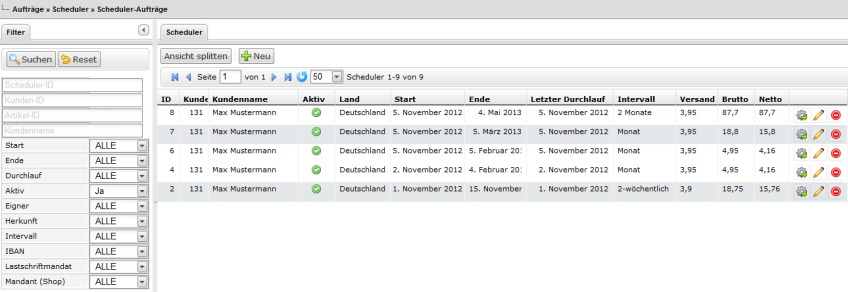 Aufträge » Scheduler » Scheduler-Aufträge
Filter
Suchen Reset
Scheduler-ID
Kunden-ID
Artikel-ID
Kundenname
Start ALLE
Ende ALLE
Durchlauf ALLE
Aktiv Ja
Eigner ALLE
Herkunft ALLE
Intervall ALLE
IBAN ALLE
Lastschriftmandat ALLE
Mandant (Shop) ALLE
Scheduler
Ansicht splitten Neu
Seite 1 von 1 50 Scheduler 1-9 von 9
ID Kunde Kundenname Aktiv Land Start Ende Letzter Durchlauf Intervall Versand Brutto Netto
8 131 Max Mustermann Deutschland 5. November 2012 4. Mai 2013 5. November 2012 2 Monate 3,95 87,7 87,7
7 131 Max Mustermann Deutschland 5. November 2012 5. März 2013 5. November 2012 Monat 3,95 18,8 15,8
6 131 Max Mustermann Deutschland 5. November 2012 5. Februar 20 5. November 2012 Monat 3,95 4,95 4,16
4 131 Max Mustermann Deutschland 2. November 2012 4. Februar 20 2. November 2012 Monat 3,95 4,95 4,16
2 131 Max Mustermann Deutschland 1. November 2012 15. November 1. November 2012 2-wöchentlich 3,9 18,75 15,76